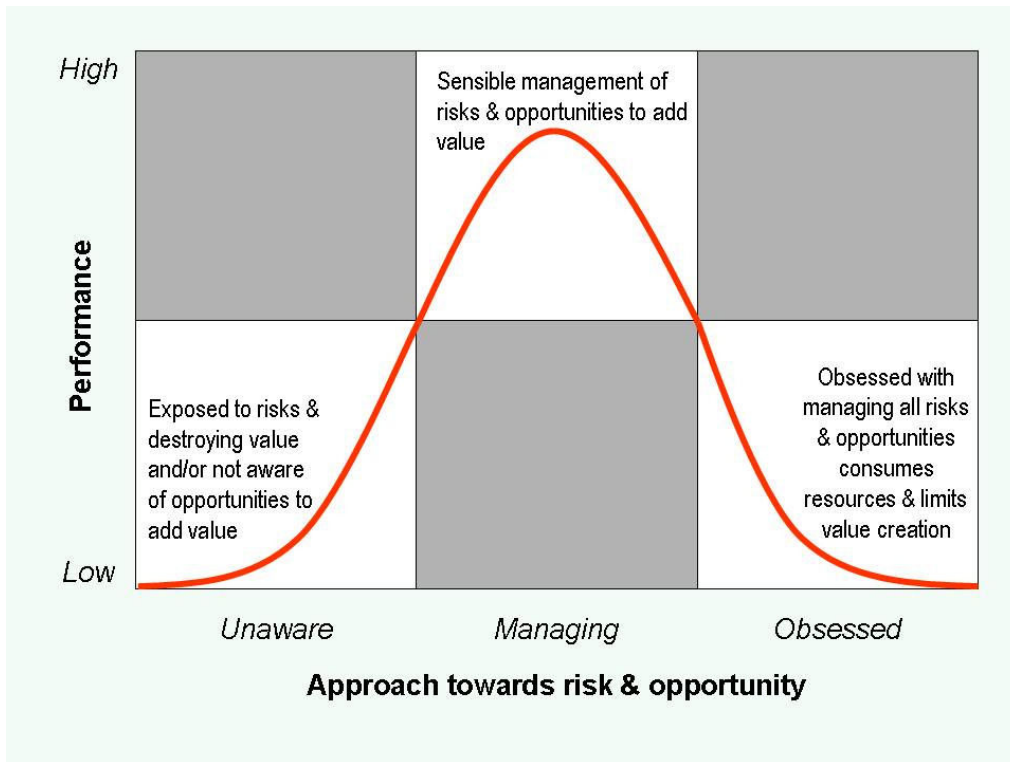 High
Sensible management of
risks & opportunities to add
value
Performance
Exposed to risks &
destroying value
and/or not aware
of opportunities to
add value
Obsessed with
managing all risks
& opportunities
consumes
resources & limits
value creation
Low
Unaware
Managing
Obsessed
Approach towards risk & opportunity